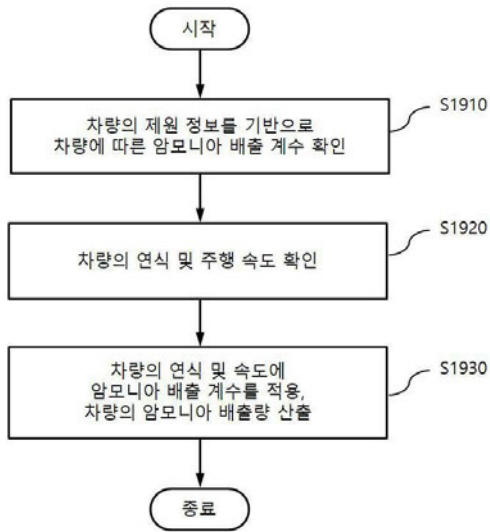 시작
S1910
차량의 제원 정보를 기반으로
차량에 따른 암모니아 배출 계수 확인
S1920
차량의 연식 및 주행 속도 확인
S1930
차량의 연식 및 속도에
암모니아 배출 계수를 적용,
차량의 암모니아 배출량 산출
종료